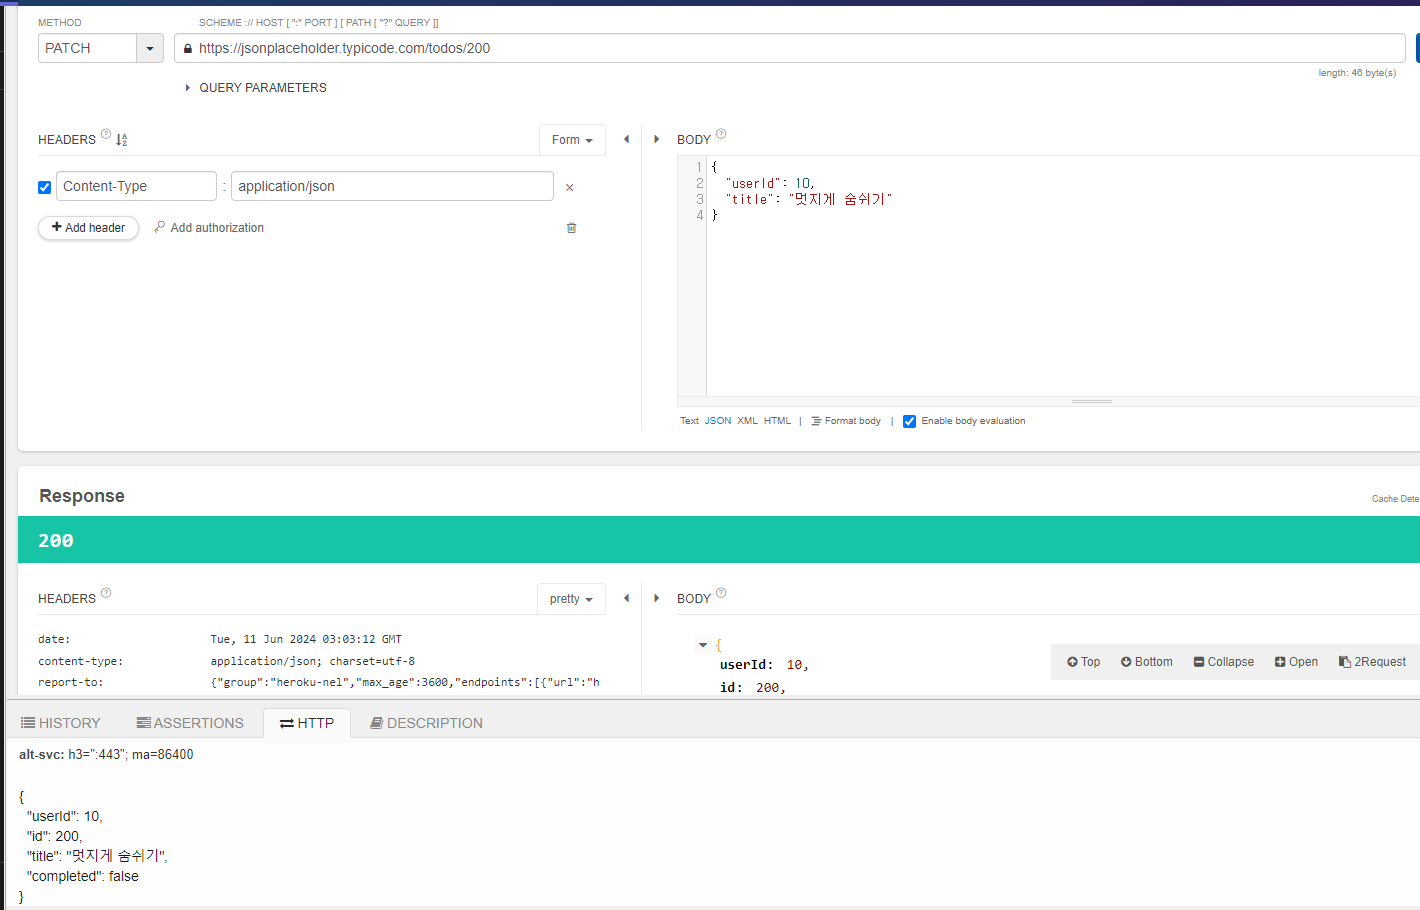 METHOD
SCHEME :// HOST [ ":" PORT ] [ PATH [ "?" QUERY ]]
PATCH
https://jsonplaceholder.typicode.com/todos/200
length: 46 byte(s)
QUERY PARAMETERS
HEADERS ?
Form
BODY ?
Content-Type : application/json ×
+ Add header
Add authorization
1 {
2 "userId": 10,
3 "title": "멋지게 숨쉬기"
4 }
Text JSON XML HTML | Format body | Enable body evaluation
Response
Cache Dete
200
HEADERS ?
pretty
BODY ?
date: Tue, 11 Jun 2024 03:03:12 GMT
content-type: application/json; charset=utf-8
report-to: {"group":"heroku-nel","max_age":3600,"endpoints":[{"url":"h
{
userId: 10,
id: 200,
Top Bottom Collapse Open 2Request
HISTORY ASSERTIONS HTTP DESCRIPTION
alt-svc: h3=":443"; ma=86400
{
"userId": 10,
"id": 200,
"title": "멋지게 숨쉬기",
"completed": false
}